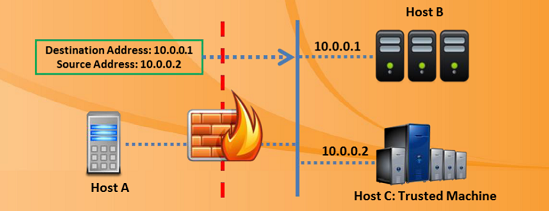 Host B
Destination Address: 10.0.0.1
Source Address: 10.0.0.2
10.0.0.1
10.0.0.2
Host A
Host C: Trusted Machine